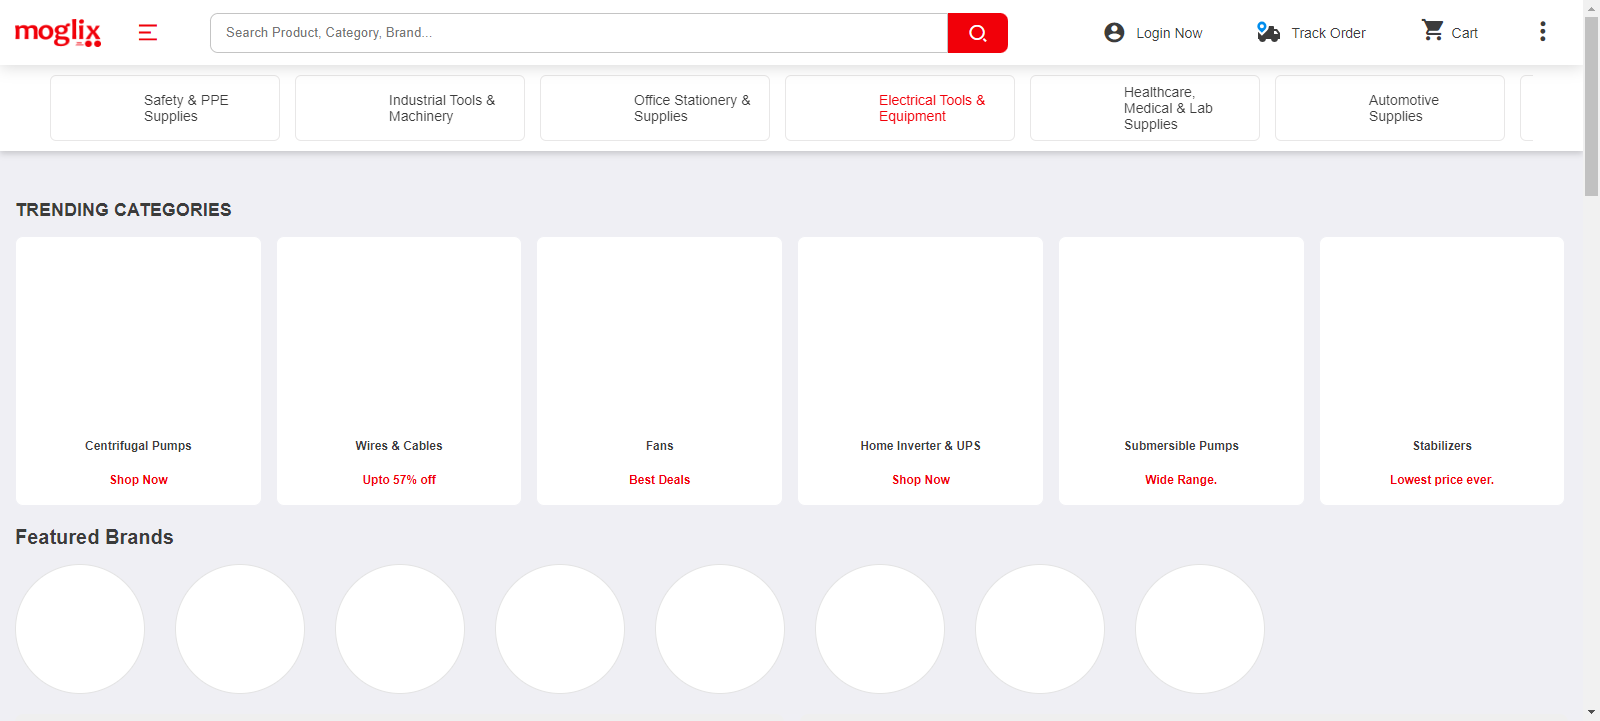 moglix
Search Product, Category, Brand...
Login Now
Track Order
Cart
Safety & PPE
Supplies
Industrial Tools &
Machinery
Office Stationery &
Supplies
Electrical Tools &
Equipment
Healthcare,
Medical & Lab
Supplies
Automotive
Supplies
TRENDING CATEGORIES
Centrifugal Pumps
Shop Now
Wires & Cables
Upto 57% off
Fans
Best Deals
Home Inverter & UPS
Shop Now
Submersible Pumps
Wide Range.
Stabilizers
Lowest price ever.
Featured Brands